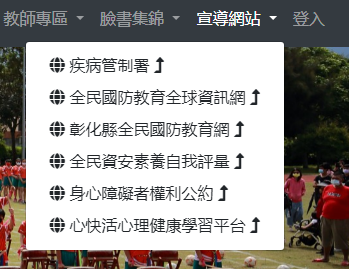 教師專區 臉書集錦 宣導網站 登入
疾病管制署
全民國防教育全球資訊網
彰化縣全民國防教育網
全民資安素養自我評量
身心障礙者權利公約
心快活心理健康學習平台